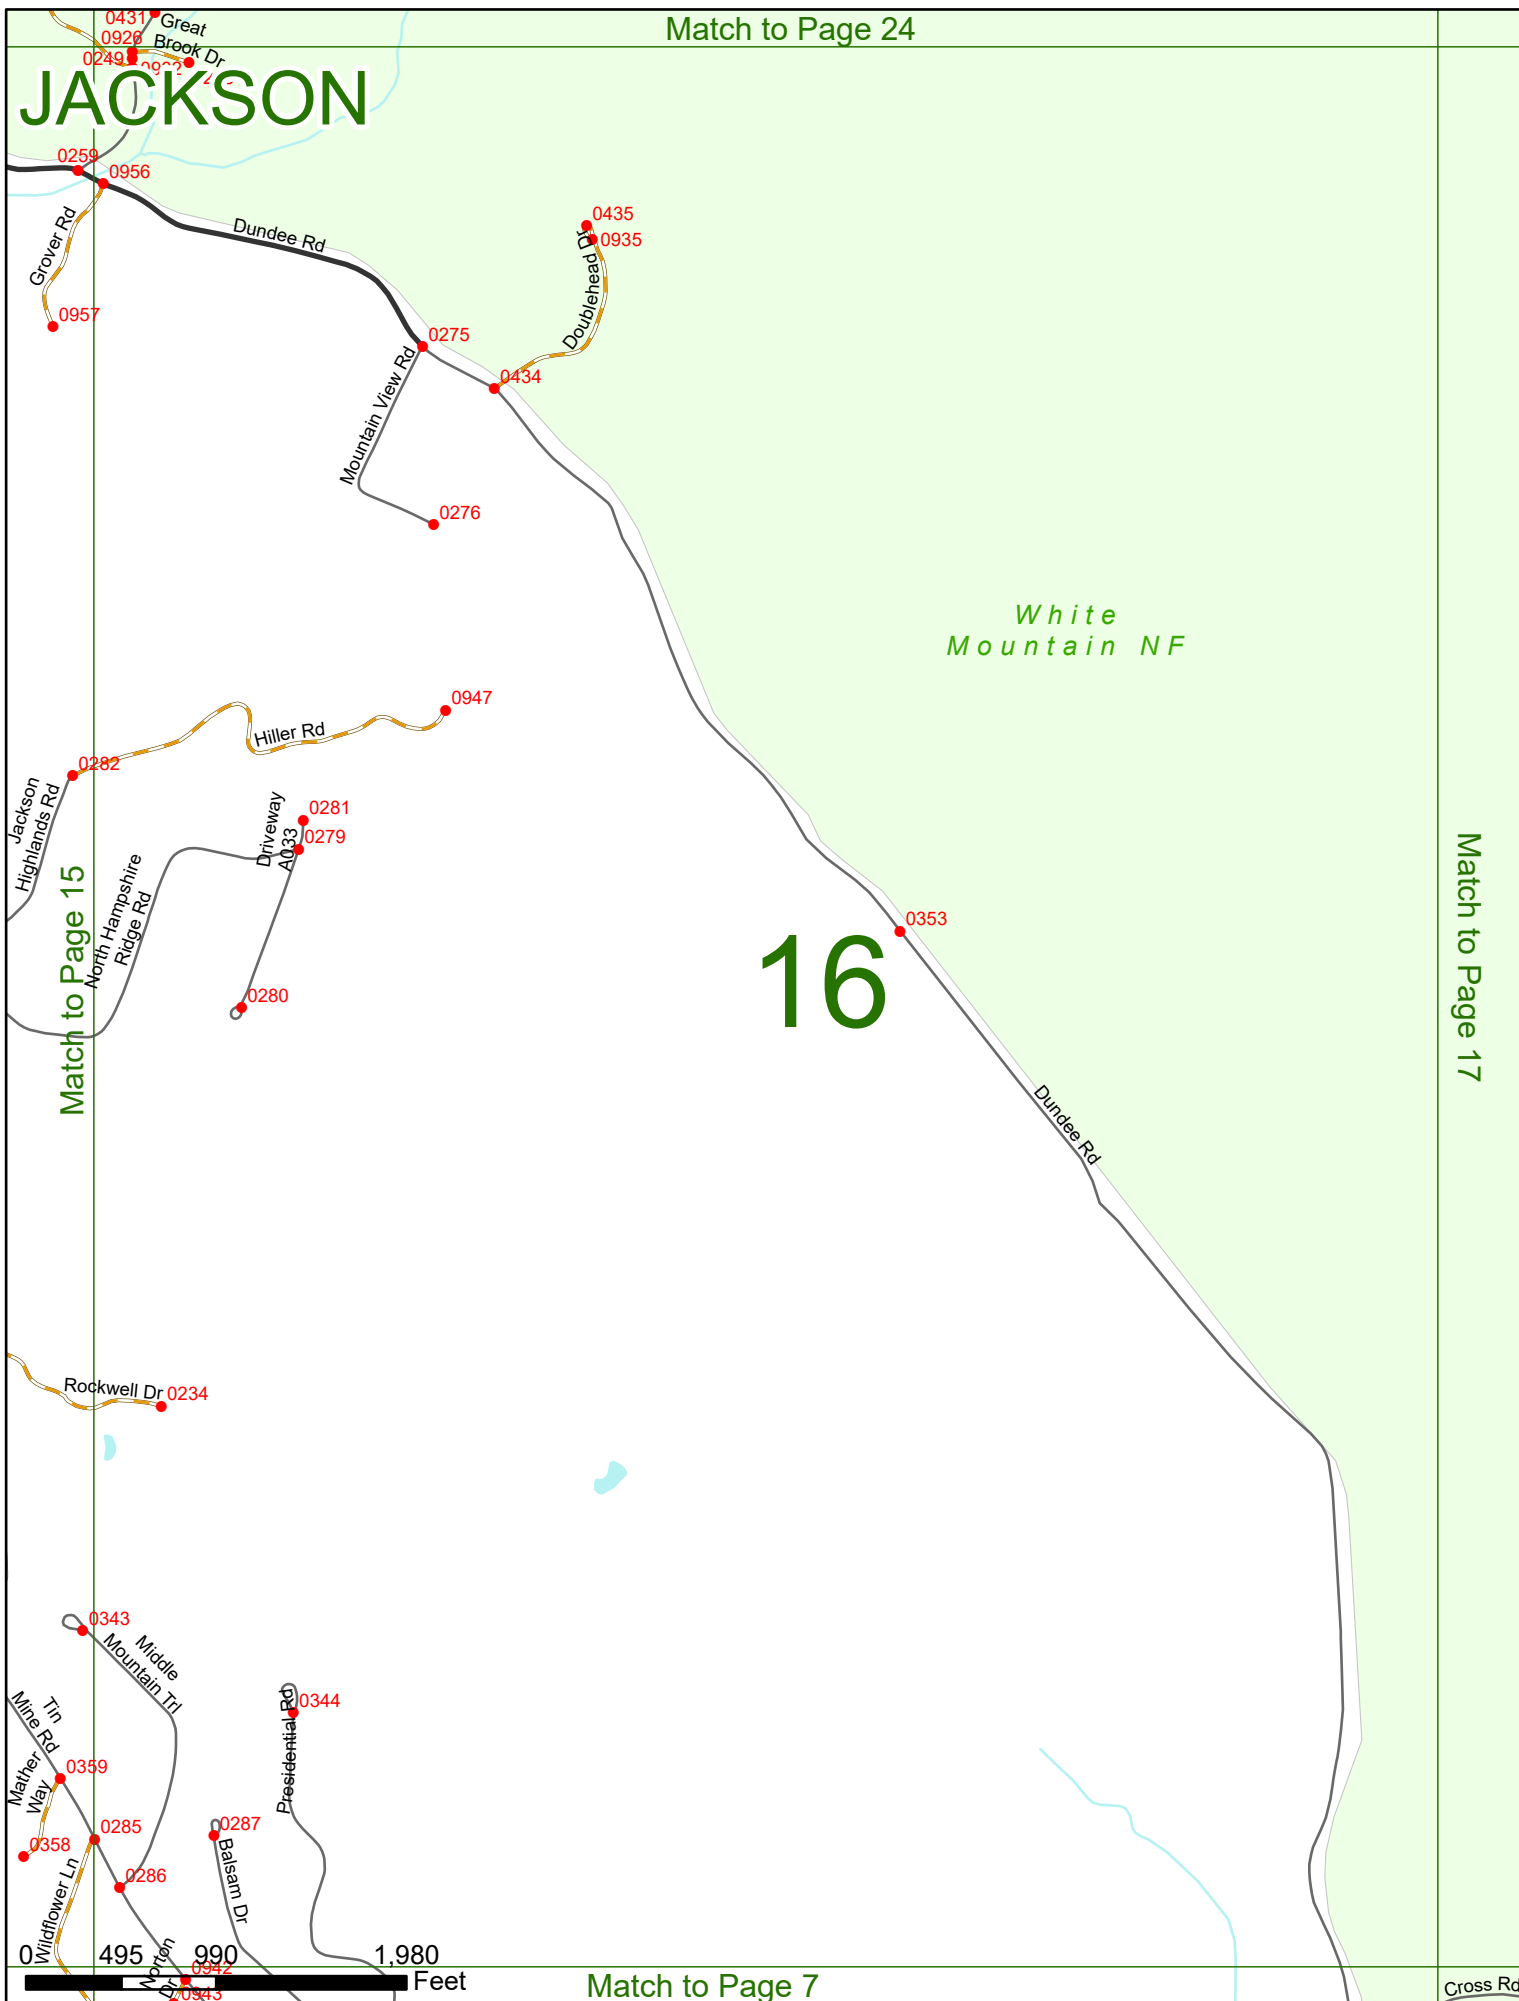 Match to Page 24
0431
Great
Brook Dr
0926
0249
JACKSON
0259
0956
Grover Rd
Dundee Rd
0957
0435
0935
Doublehead Dr
0275
0434
Mountain View Rd
0276
White
Mountain NF
0947
Hiller Rd
0282
Jackson
Highlands Rd
Driveway
A033
0281
0279
North Hampshire
Ridge Rd
Match to Page 15
0280
16
0353
Match to Page 17
Dundee Rd
Rockwell Dr
0234
0343
Middle
Mountain Trl
Tin
Mine Rd
0344
Presidential Rd
Mather
Way
0359
0358
0285
0287
Balsam Dr
0286
Wildflower Ln
Norton
Dr
0942
0943
0 495 990 1,980
Feet
Match to Page 7
Cross Rd